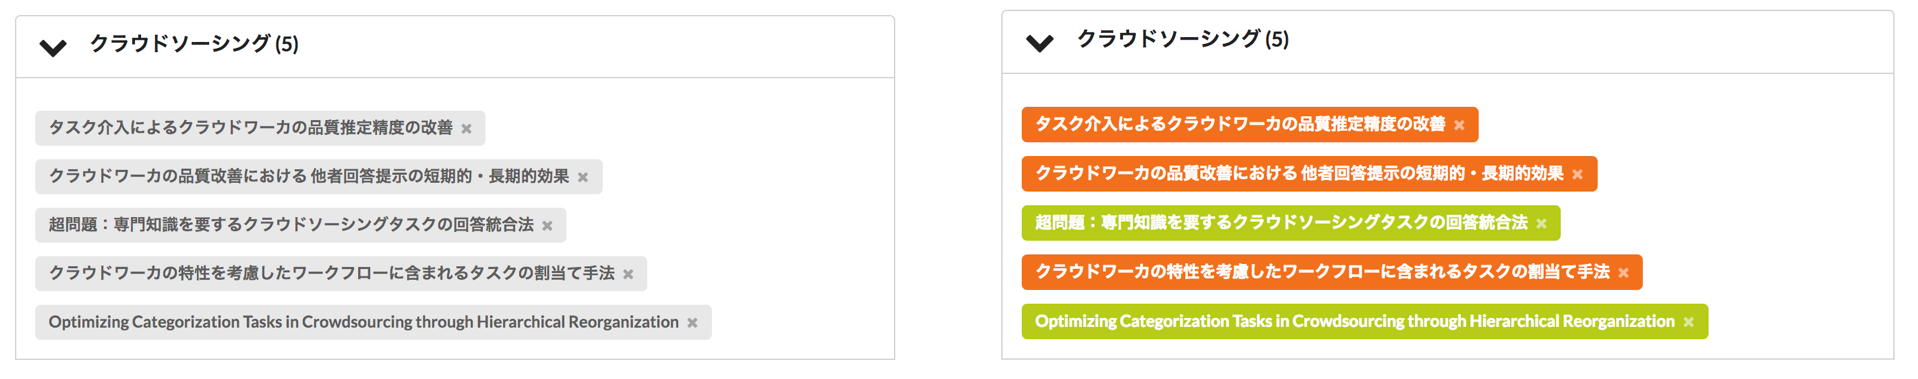 クラウドソーシング (5)
タスク介入によるクラウドワーカの品質推定精度の改善 ×
クラウドワーカの品質改善における 他者回答提示の短期的・長期的効果 ×
超問題：専門知識を要するクラウドソーシングタスクの回答統合法 ×
クラウドワーカの特性を考慮したワークフローに含まれるタスクの割当て手法 ×
Optimizing Categorization Tasks in Crowdsourcing through Hierarchical Reorganization ×
クラウドソーシング (5)
タスク介入によるクラウドワーカの品質推定精度の改善 ×
クラウドワーカの品質改善における 他者回答提示の短期的・長期的効果 ×
超問題：専門知識を要するクラウドソーシングタスクの回答統合法 ×
クラウドワーカの特性を考慮したワークフローに含まれるタスクの割当て手法 ×
Optimizing Categorization Tasks in Crowdsourcing through Hierarchical Reorganization ×